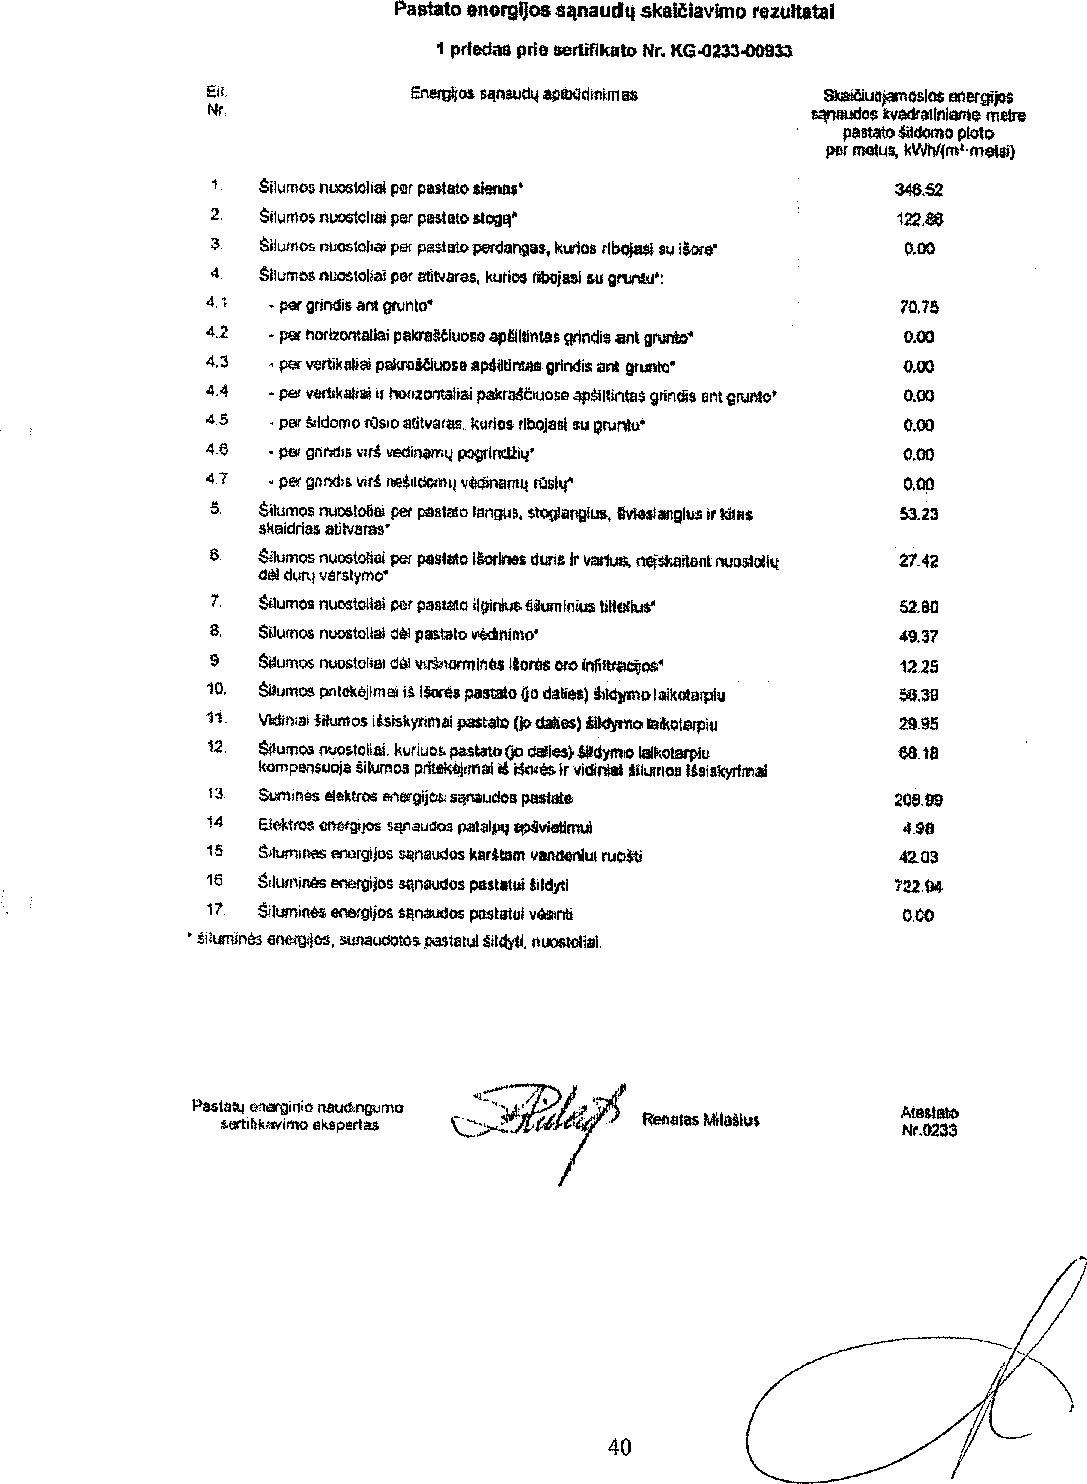 Pastato energijos sąnaudų skaičiavimo rezultatai
1 priedas prie sertifikato Nr. KG-0233-00933
Eil. Nr.
Energijos sąnaudų apibūdinimas
Skaičiuojamosios energijos sąnaudos kvadratiniame metre pastato šildomo ploto per metus, kWh/(m²·metai)
1. Šilumos nuostoliai per pastato sienas* 346.52
2. Šilumos nuostoliai per pastato stogą* 122.86
3. Šilumos nuostoliai per pastato perdangas, kurios ribojasi su išore* 0.00
4. Šilumos nuostoliai per atitvaras, kurios ribojasi su gruntu*:
4.1 - per grindis ant grunto* 70.75
4.2 - per horizontaliai pakraščiuose apšiltintas grindis ant grunto* 0.00
4.3 - per vertikaliai pakraščiuose apšiltintas grindis ant grunto* 0.00
4.4 - per vertikaliai ir horizontaliai pakraščiuose apšiltintas grindis ant grunto* 0.00
4.5 - per šildomo rūsio atitvaras, kurios ribojasi su gruntu* 0.00
4.6 - per grindis virš vėdinamų pogrindžių* 0.00
4.7 - per grindis virš nešildomų vėdinamų rūsių* 0.00
5. Šilumos nuostoliai per pastato langus, stoglangius, švieslangius ir kitas 53.23
skaidrias atitvaras*
6. Šilumos nuostoliai per pastato išorines duris ir vartus, neįskaitant nuostolių 27.42
dėl durų varstymo*
7. Šilumos nuostoliai per pastato ilginius šiluminius tiltelius* 52.80
8. Šilumos nuostoliai dėl pastato vėdinimo* 49.37
9 Šilumos nuostoliai dėl viršnorminės išorės oro infiltracijos* 12.25
10. Šilumos pritekėjimai iš išorės pastato (jo dalies) šildymo laikotarpiu 56.39
11. Vidiniai šilumos išsiskyrimai pastato (jo dalies) šildymo laikotarpiu 29.95
12. Šilumos nuostoliai, kuriuos pastato (jo dalies) šildymo laikotarpiu 68.18
kompensuoja šilumos pritekėjimai iš išorės ir vidiniai šilumos išsiskyrimai
13. Suminės elektros energijos sąnaudos pastate 209.99
14 Elektros energijos sąnaudos patalpų apšvietimui 4.98
15 Šiluminės energijos sąnaudos karštam vandeniui ruošti 42.03
16 Šiluminės energijos sąnaudos pastatui šildyti 722.94
17. Šiluminės energijos sąnaudos pastatui vėsinti 0.00
* šiluminės energijos, sunaudotos pastatui šildyti, nuostoliai.
Pastatų energinio naudingumo
sertifikavimo ekspertas
Renatas Milašius
Atestato
Nr.0233
40